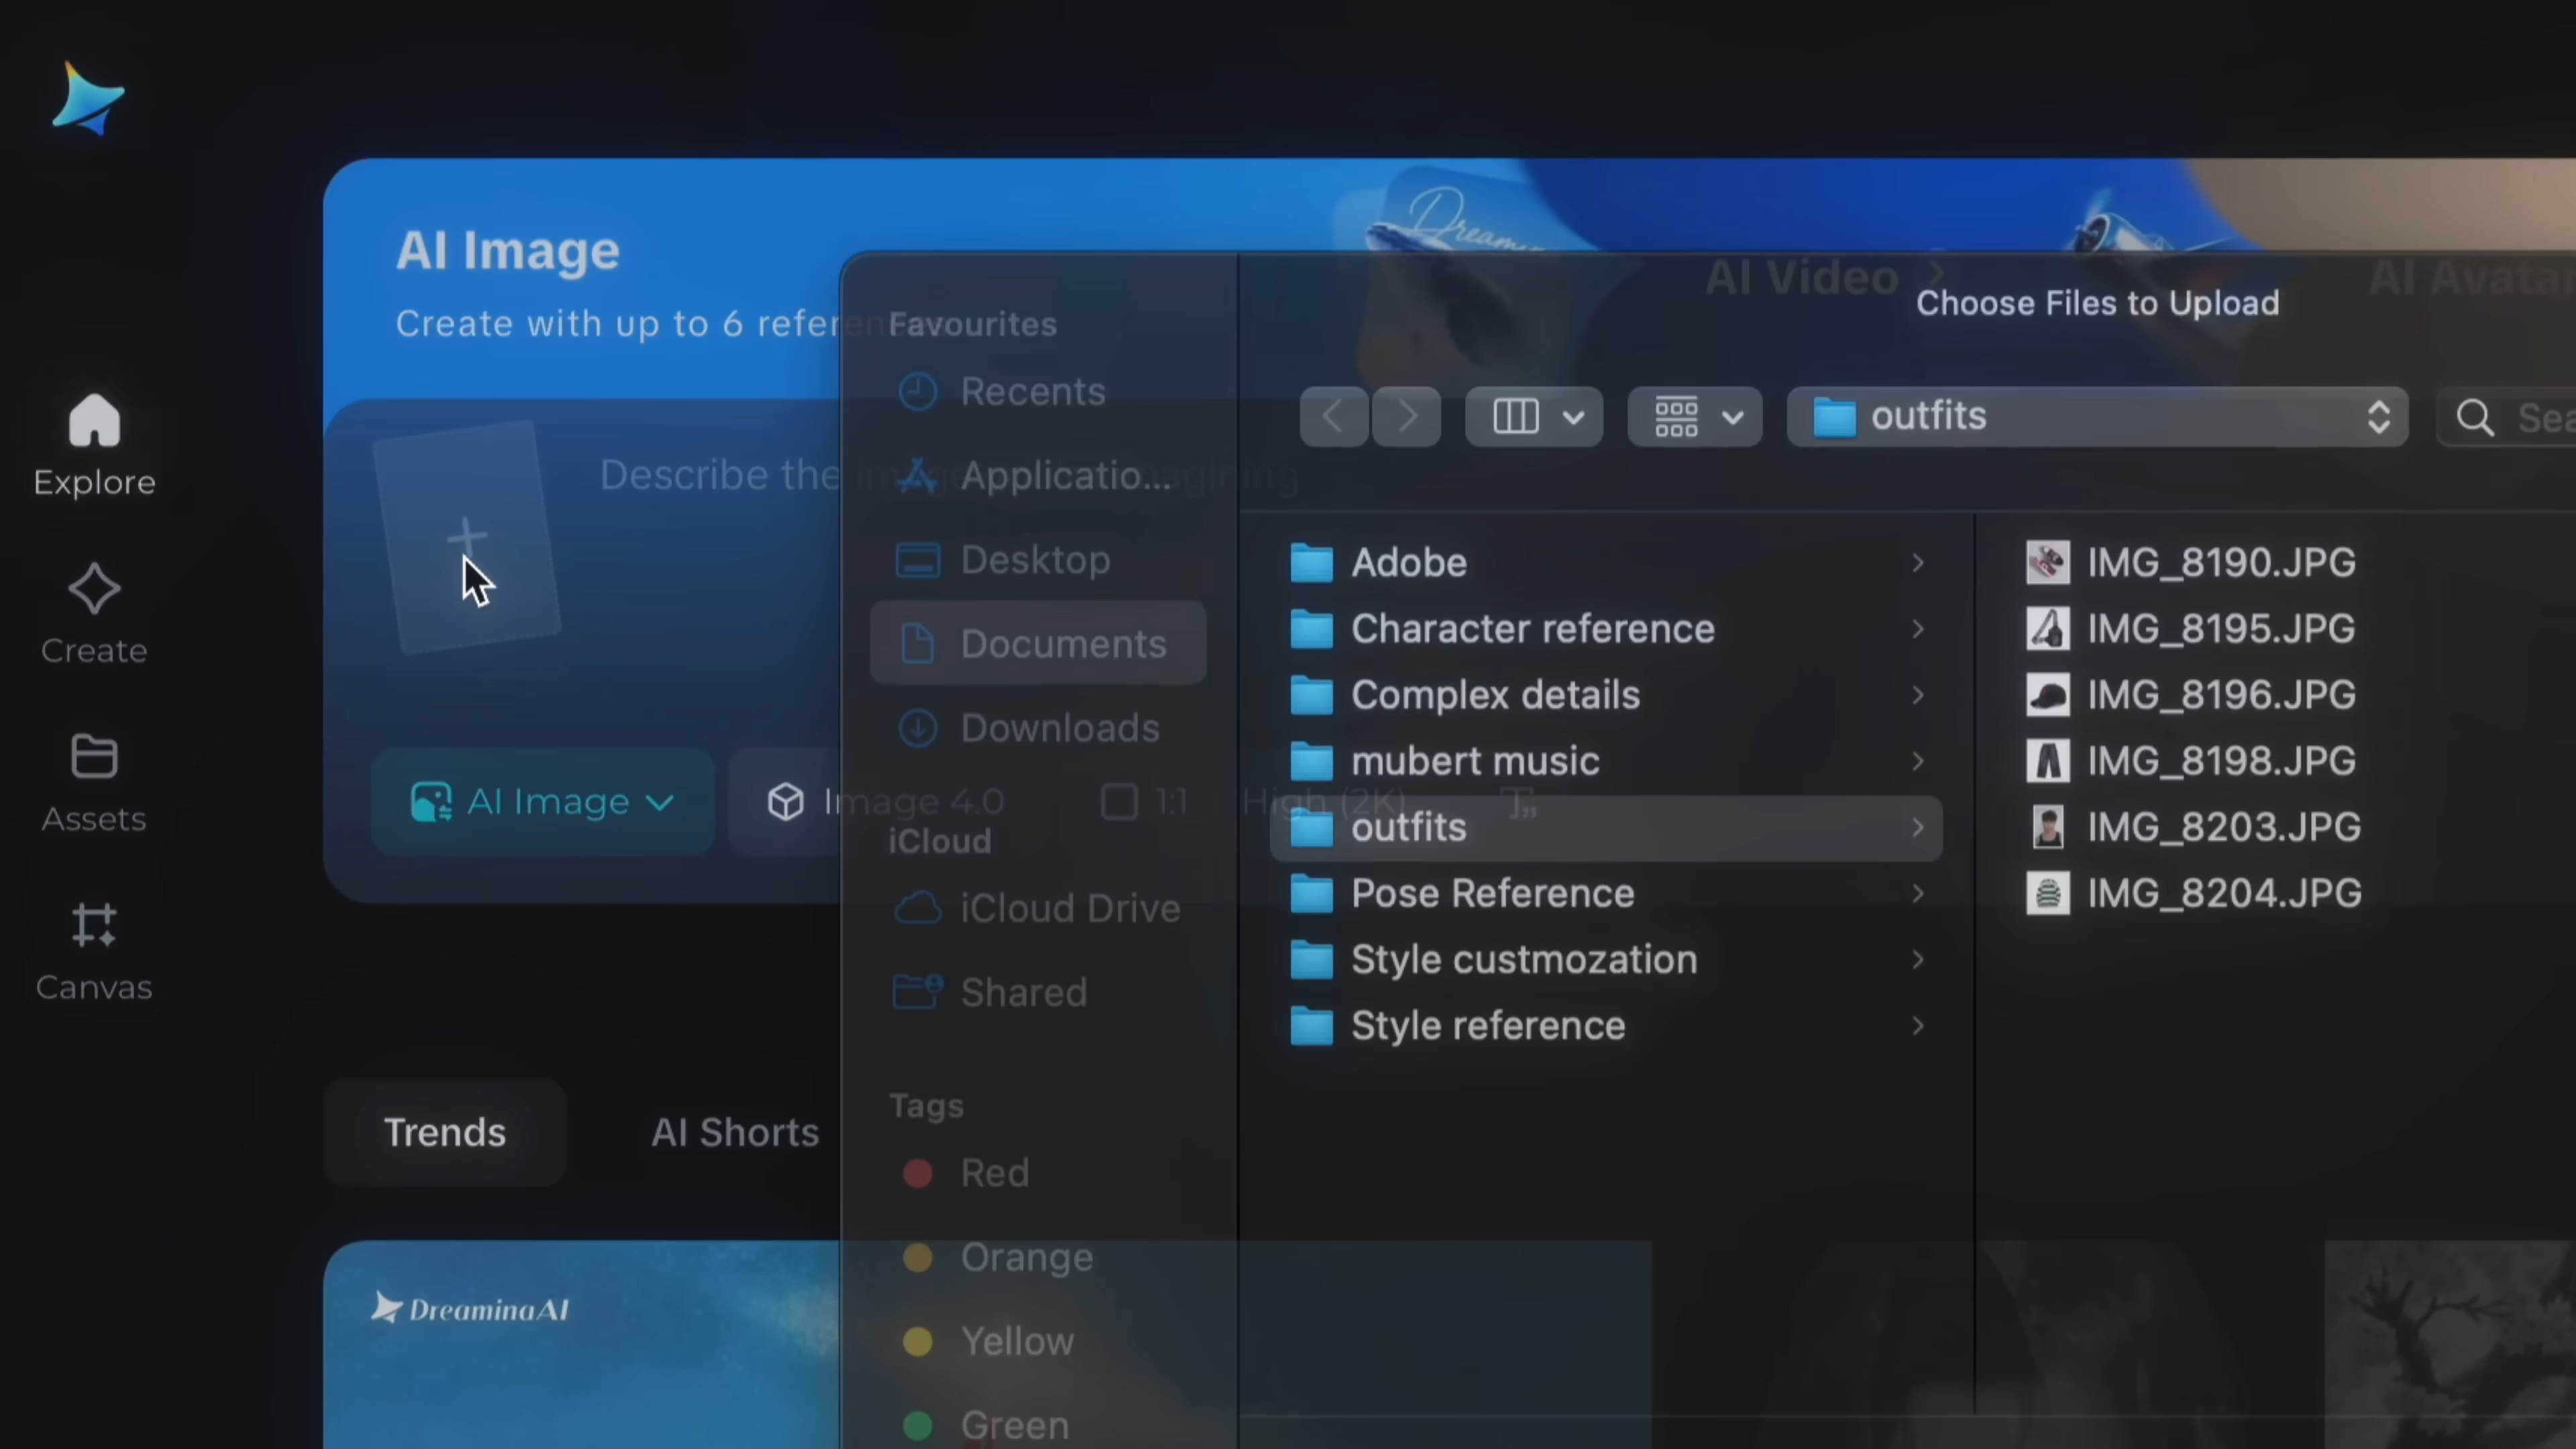 AI Image
Create with up to 6 refer
Describe the
AI Image
Image 4.0
1:1
High (2K)
Explore
Create
Assets
Canvas
Trends
AI Shorts
DreaminaAI
AI Video
AI Avatar
Favourites
Recents
Applicatio...
Desktop
Documents
Downloads
iCloud
iCloud Drive
Shared
Tags
Red
Orange
Yellow
Green
Choose Files to Upload
outfits
Sea
Adobe
Character reference
Complex details
mubert music
outfits
Pose Reference
Style custmozation
Style reference
IMG_8190.JPG
IMG_8195.JPG
IMG_8196.JPG
IMG_8198.JPG
IMG_8203.JPG
IMG_8204.JPG